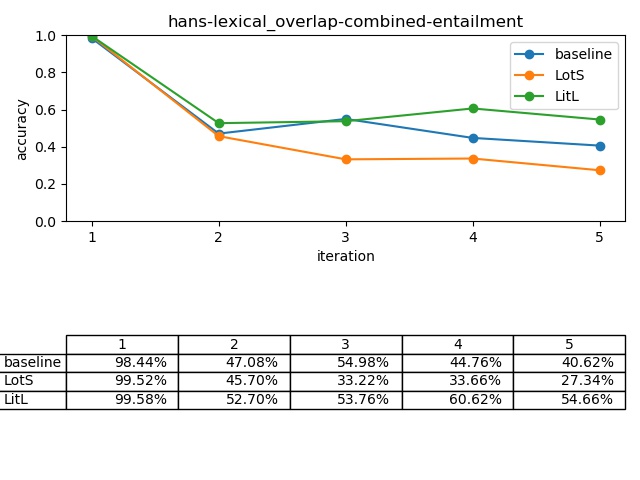 hans-lexical_overlap-combined-entailment
1.0
0.8
0.6
0.4
0.2
0.0
accuracy
baseline
LotS
LitL
1 2 3 4 5
iteration
1 2 3 4 5
baseline 98.44% 47.08% 54.98% 44.76% 40.62%
LotS 99.52% 45.70% 33.22% 33.66% 27.34%
LitL 99.58% 52.70% 53.76% 60.62% 54.66%